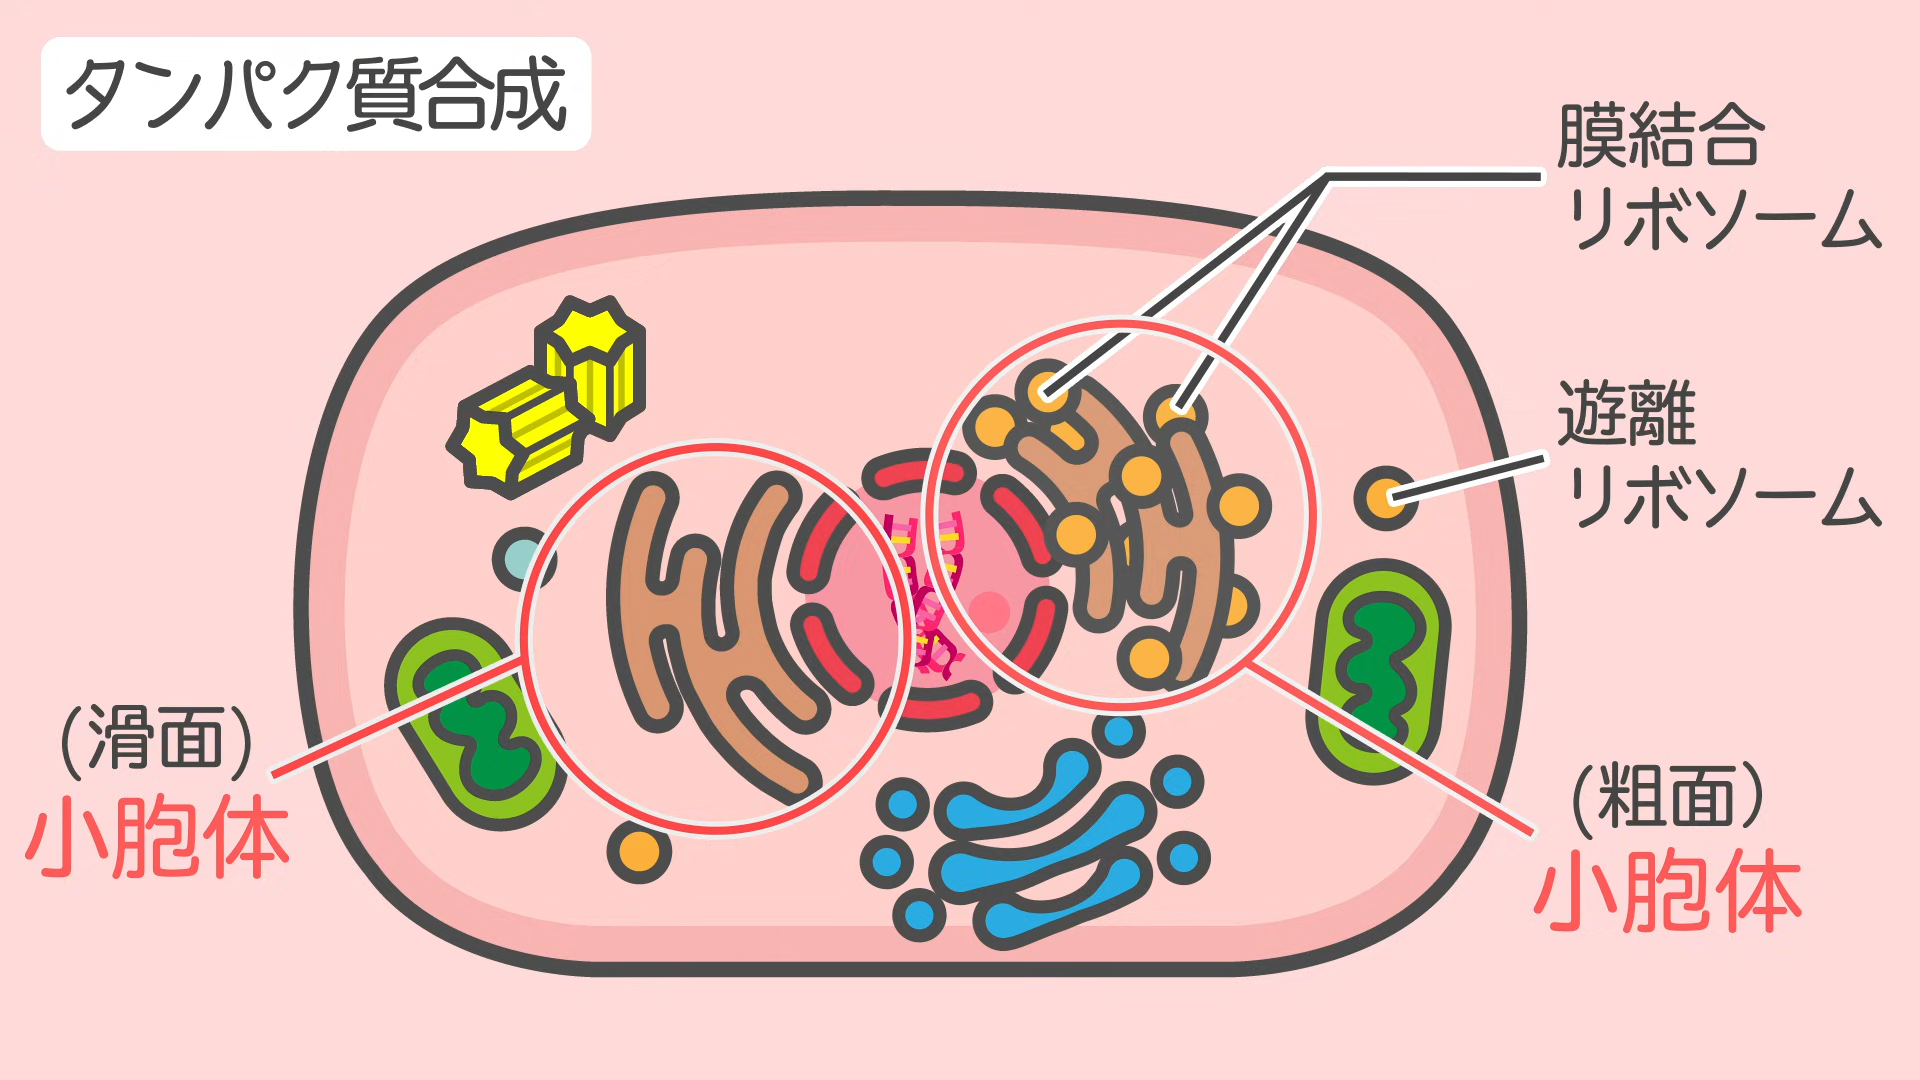 タンパク質合成
膜結合
リボソーム
遊離
リボソーム
(滑面)
小胞体
(粗面)
小胞体